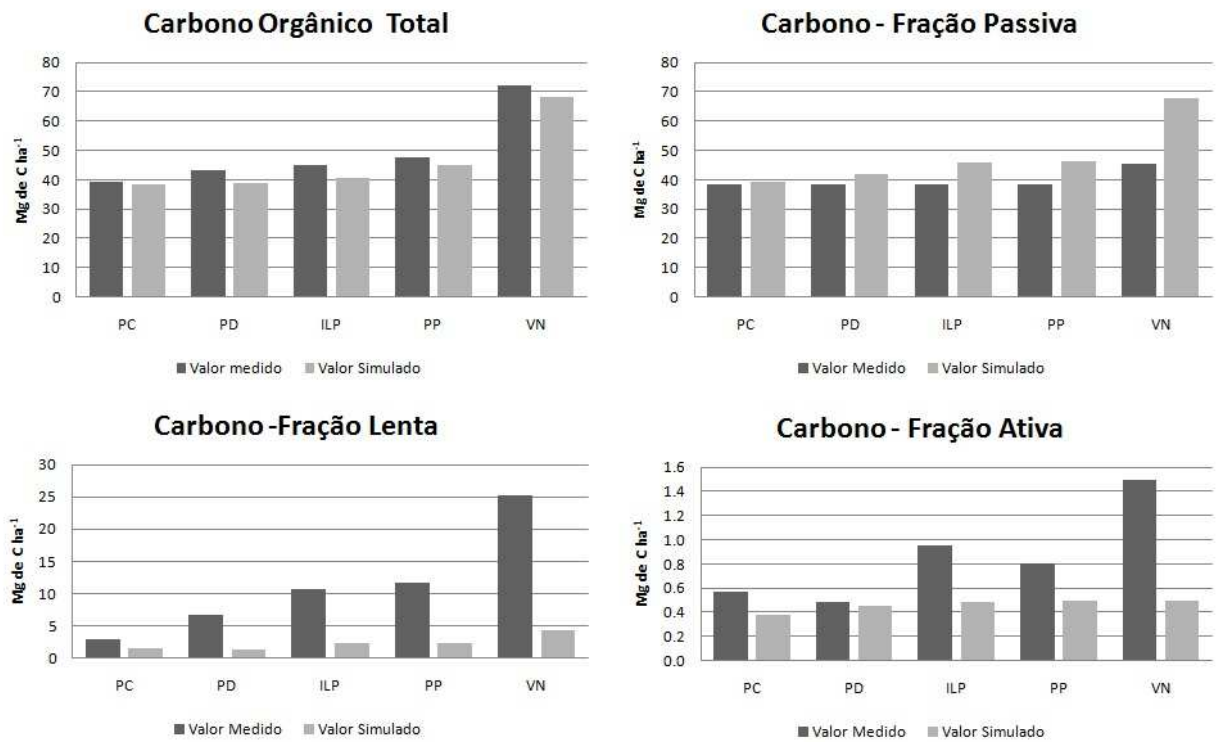 Carbono Orgânico Total
Mg de C ha⁻¹
80
70
60
50
40
30
20
10
0
PC PD ILP PP VN
Valor medido Valor Simulado
Carbono - Fração Passiva
Mg de C ha⁻¹
80
70
60
50
40
30
20
10
0
PC PD ILP PP VN
Valor Medido Valor Simulado
Carbono -Fração Lenta
Mg de C ha⁻¹
30
25
20
15
10
5
0
PC PD ILP PP VN
Valor Medido Valor Simulado
Carbono - Fração Ativa
Mg de C ha⁻¹
1.6
1.4
1.2
1.0
0.8
0.6
0.4
0.2
0.0
PC PD ILP PP VN
Valor Medido Valor Simulado